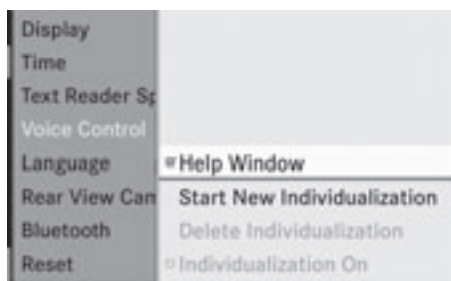 Display
Time
Text Reader Sp
Voice Control
Language
Help Window
Rear View Cam
Start New Individualization
Bluetooth
Delete Individualization
Reset
Individualization On